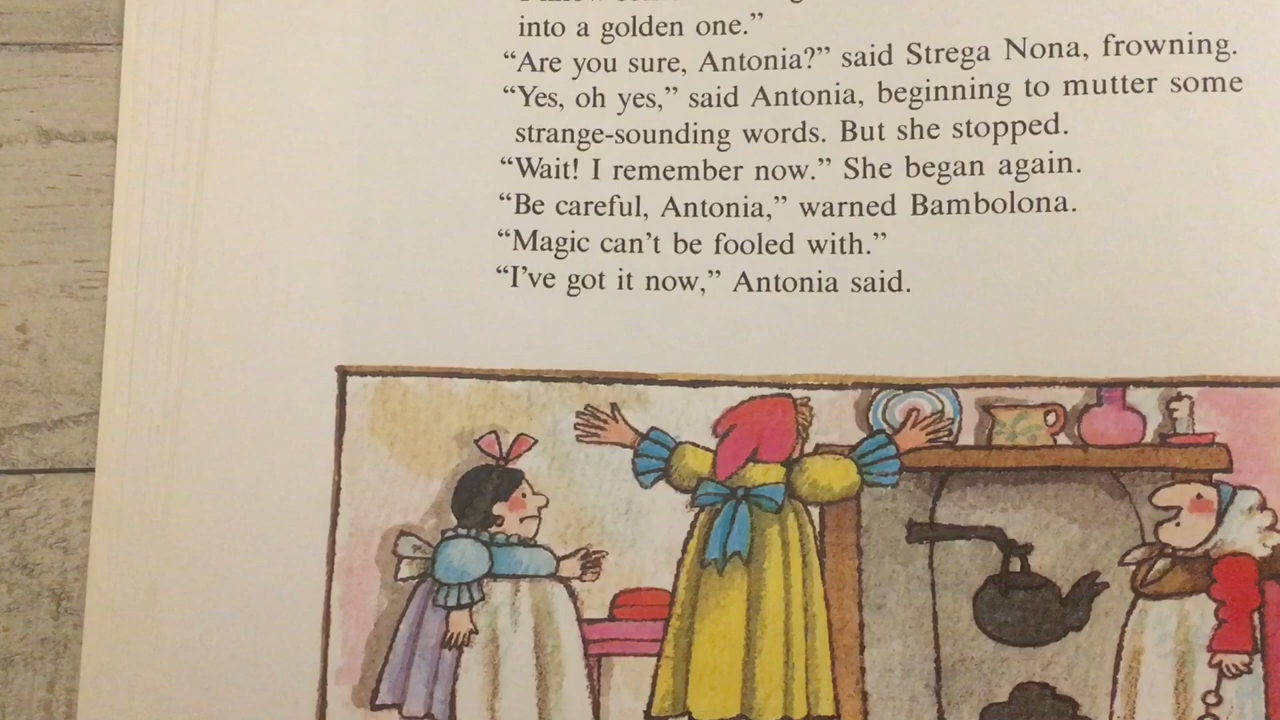 into a golden one.”
“Are you sure, Antonia?” said Strega Nona, frowning.
“Yes, oh yes,” said Antonia, beginning to mutter some
strange-sounding words. But she stopped.
“Wait! I remember now.” She began again.
“Be careful, Antonia,” warned Bambolona.
“Magic can’t be fooled with.”
“I’ve got it now,” Antonia said.